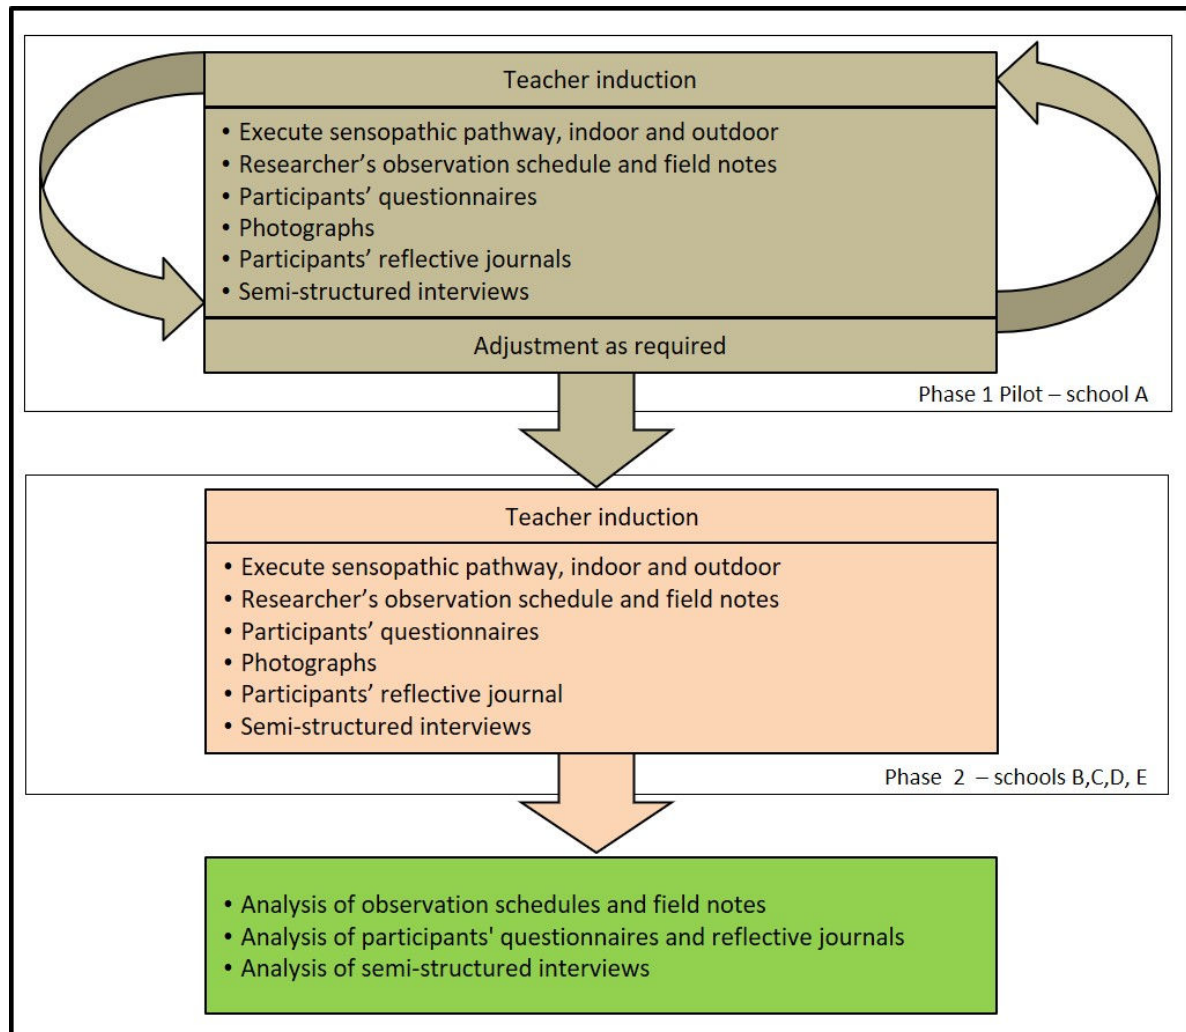 Teacher induction
• Execute sensopathic pathway, indoor and outdoor
• Researcher’s observation schedule and field notes
• Participants’ questionnaires
• Photographs
• Participants’ reflective journals
• Semi-structured interviews
Adjustment as required
Phase 1 Pilot – school A
Teacher induction
• Execute sensopathic pathway, indoor and outdoor
• Researcher’s observation schedule and field notes
• Participants’ questionnaires
• Photographs
• Participants’ reflective journal
• Semi-structured interviews
Phase 2 – schools B,C,D, E
• Analysis of observation schedules and field notes
• Analysis of participants' questionnaires and reflective journals
• Analysis of semi-structured interviews